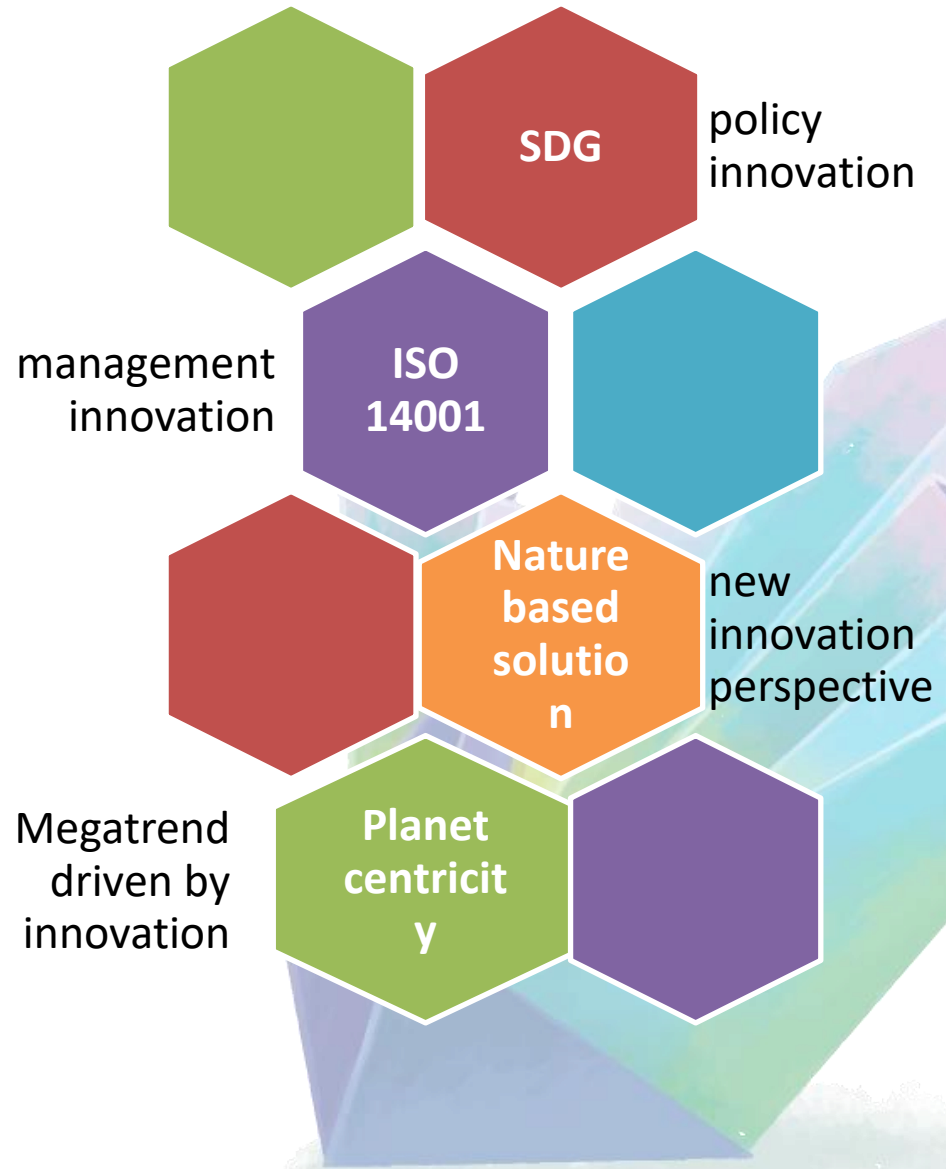 SDG
policy
innovation
management
innovation
ISO
14001
Nature
based
solutio
n
new
innovation
perspective
Megatrend
driven by
innovation
Planet
centricit
y